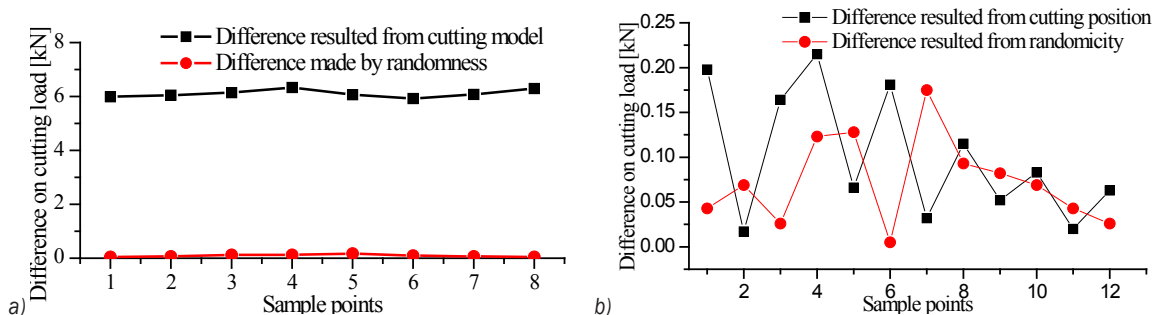 Difference on cutting load [kN]
8
6
4
2
0
Difference resulted from cutting model
Difference made by randomness
1 2 3 4 5 6 7 8
Sample points
a)
Difference on cutting load [kN]
0.25
0.20
0.15
0.10
0.05
0.00
Difference resulted from cutting position
Difference resulted from randomicity
2 4 6 8 10 12
Sample points
b)